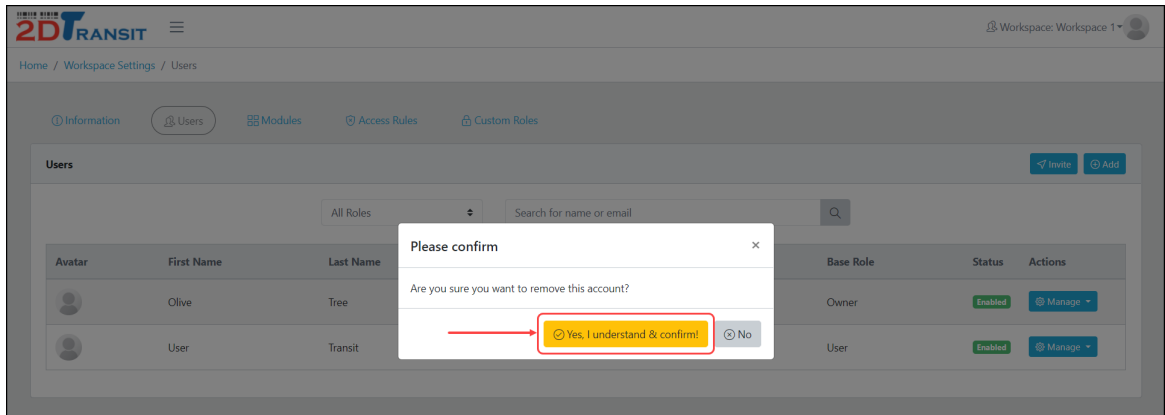 2DTRANSIT
Workspace: Workspace 1
Home / Workspace Settings / Users
Information Users Modules Access Rules Custom Roles
Users Invite Add
All Roles Search for name or email
Please confirm ×
Avatar First Name Last Name Base Role Status Actions
Are you sure you want to remove this account?
Olive Tree Owner Enabled Manage
Yes, I understand & confirm! No
User Transit User Enabled Manage